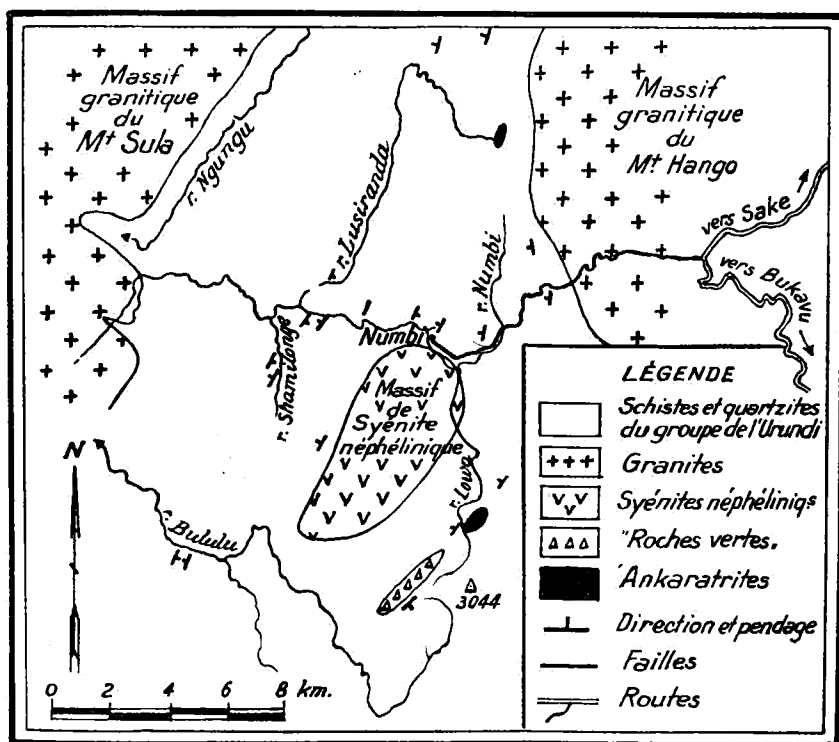 Massif
granitique
du
Mt Sula
r. Ngungu
r. Lusiranda
Massif
granitique
du
Mt. Hango
vers Sake
vers Bukavu
r. Numbi
Numbi
r. Shamilonge
Massif
de
Syénite
néphélinique
r. Lowa
N
r. Bululu
3044
0 2 4 6 8 km.
LÉGENDE
Schistes et quartzites
du groupe de l'Urundi
Granites
Syénites néphéliniqs
"Roches vertes.
Ankaratrites
Direction et pendage
Failles
Routes